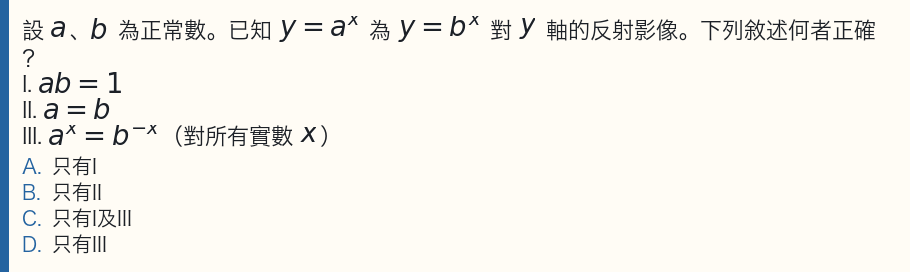 設 a、b 為正常數。已知 y = a^x 為 y = b^x 對 y 軸的反射影像。下列敘述何者正確
？
I. ab = 1
II. a = b
III. a^x = b^{-x}（對所有實數 x）
A. 只有I
B. 只有II
C. 只有I及III
D. 只有III